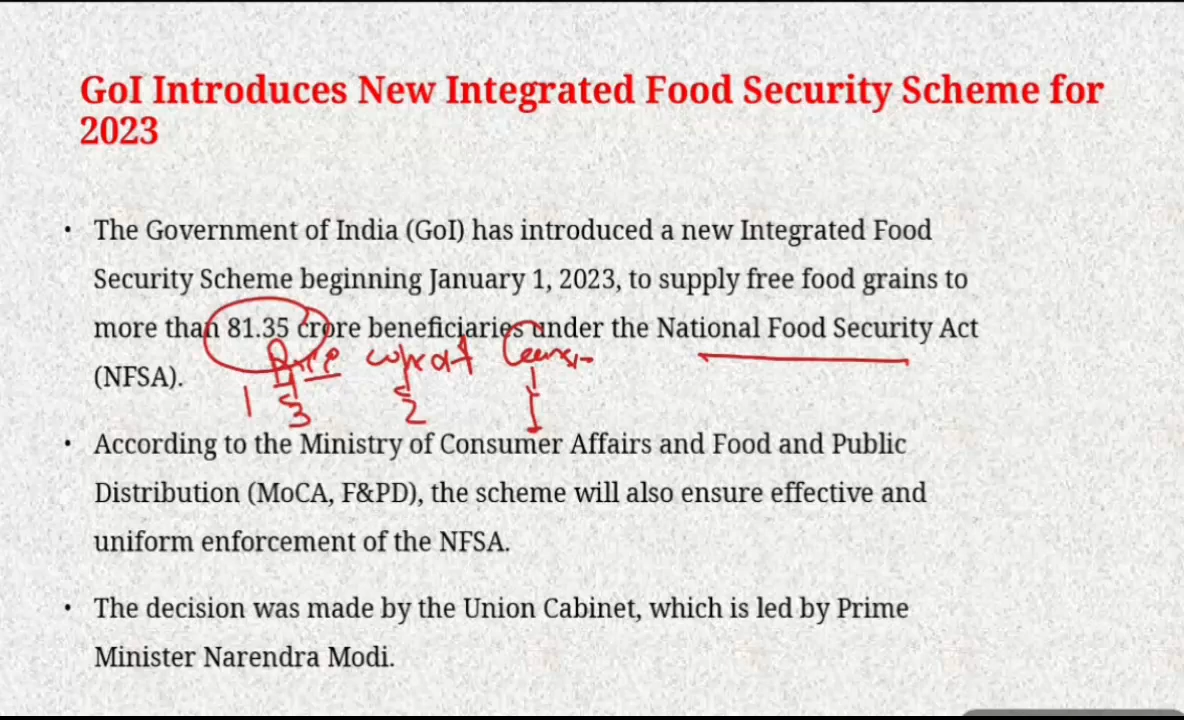 GoI Introduces New Integrated Food Security Scheme for
2023
• The Government of India (GoI) has introduced a new Integrated Food
Security Scheme beginning January 1, 2023, to supply free food grains to
more than 81.35 crore beneficiaries under the National Food Security Act
Rice wheat
(NFSA).
1 3 2 1
• According to the Ministry of Consumer Affairs and Food and Public
Distribution (MoCA, F&PD), the scheme will also ensure effective and
uniform enforcement of the NFSA.
• The decision was made by the Union Cabinet, which is led by Prime
Minister Narendra Modi.